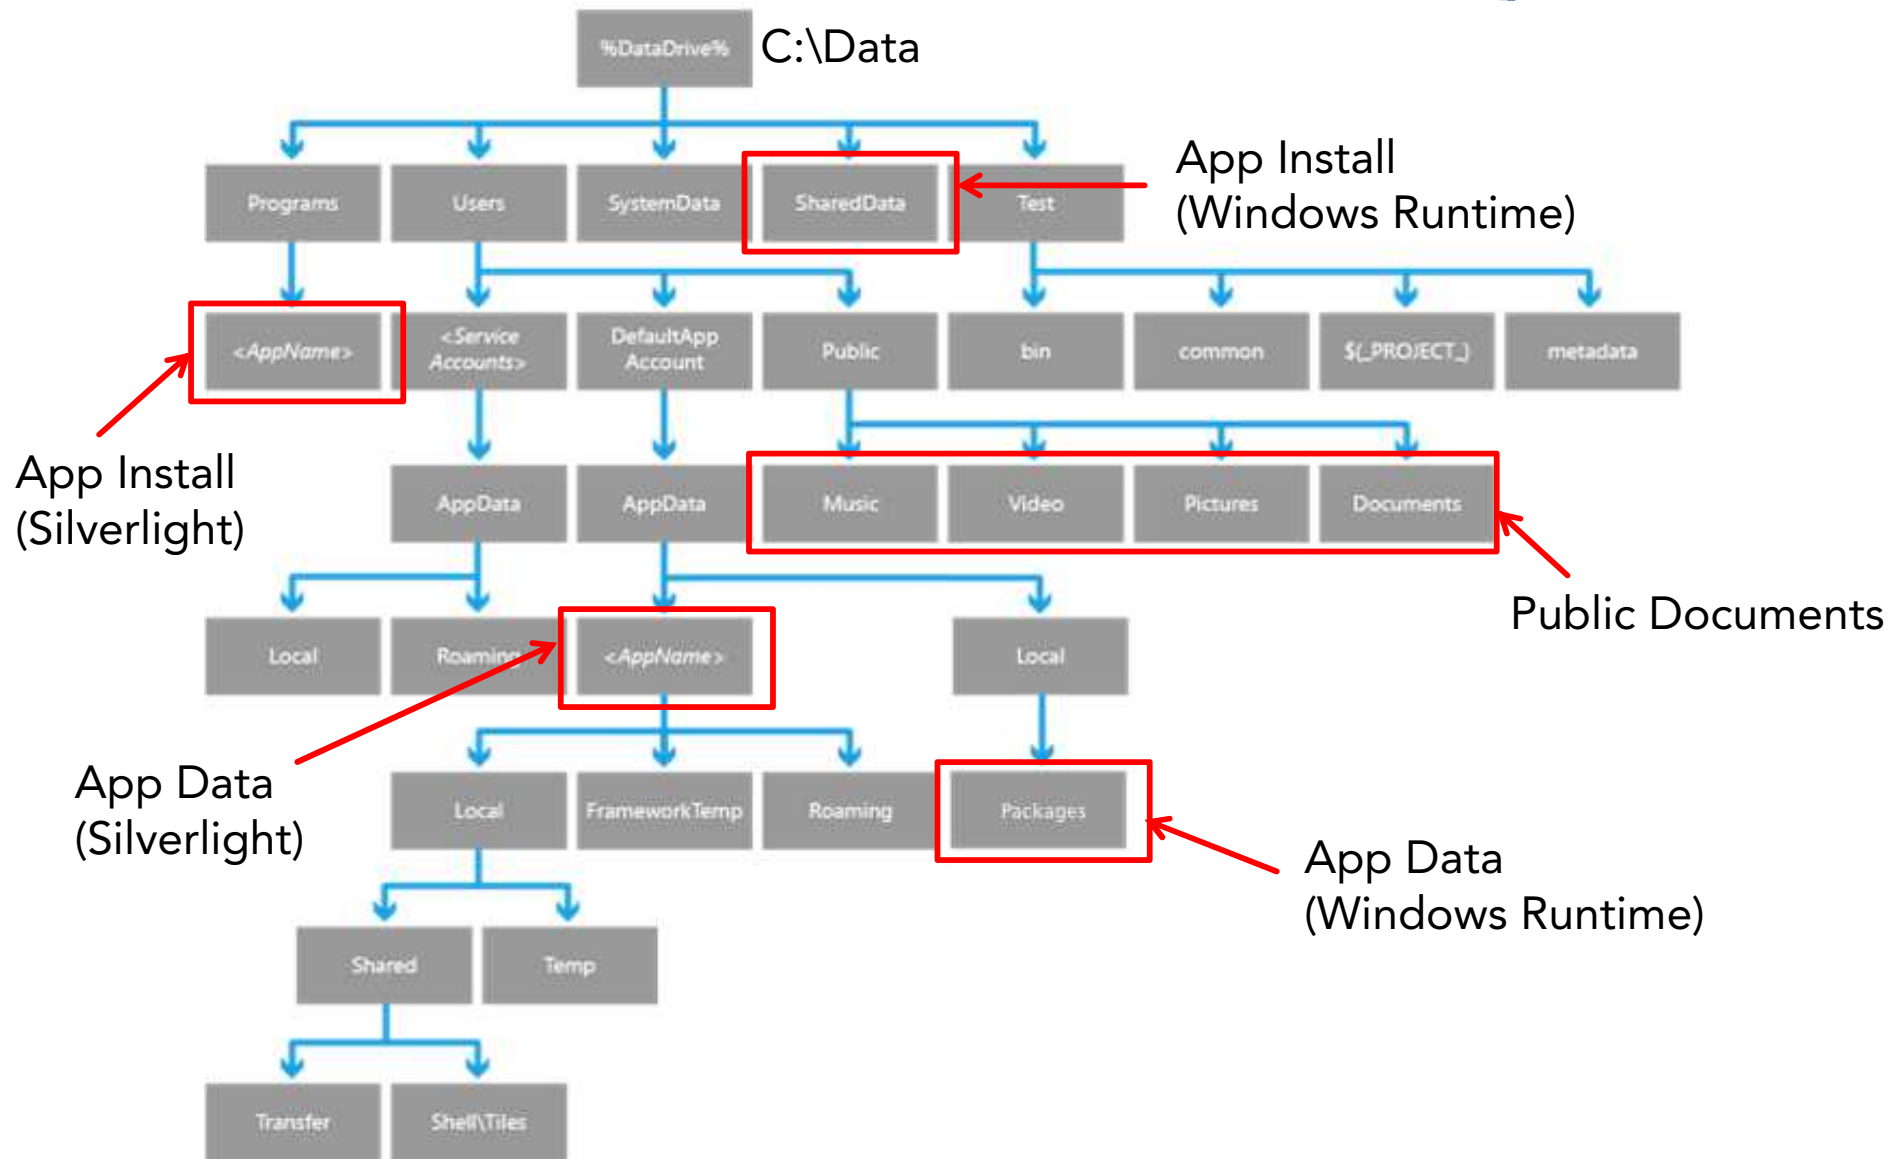 %DataDrive%
C:\Data
App Install
(Windows Runtime)
Programs
Users
SystemData
SharedData
Test
<AppName>
<Service
Accounts>
DefaultApp
Account
Public
bin
common
$(_PROJECT_)
metadata
App Install
(Silverlight)
AppData
AppData
Music
Video
Pictures
Documents
Public Documents
Local
Roaming
<AppName>
Local
App Data
(Silverlight)
Local
FrameworkTemp
Roaming
Packages
App Data
(Windows Runtime)
Shared
Temp
Transfer
Shell\Tiles